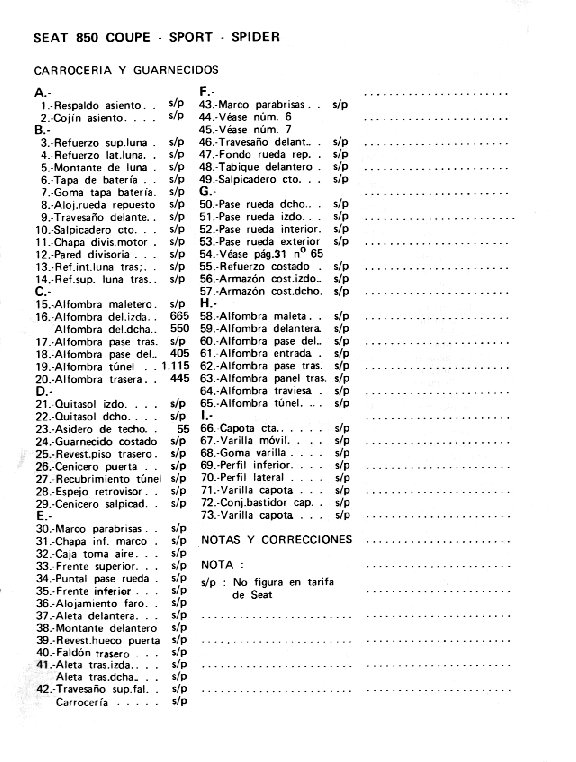 SEAT 850 COUPE - SPORT - SPIDER
CARROCERIA Y GUARNECIDOS
A.-
1.-Respaldo asiento. . s/p
2.-Cojín asiento. . . . s/p
B.-
3.-Refuerzo sup.luna . s/p
4.-Refuerzo lat.luna. . s/p
5.-Montante de luna . s/p
6.-Tapa de batería . . s/p
7.-Goma tapa batería. s/p
8.-Aloj.rueda repuesto s/p
9.-Travesaño delante. . s/p
10.-Salpicadero cto. . . s/p
11.-Chapa divis.motor . s/p
12.-Pared divisoria . . . s/p
13.-Ref.int.luna tras;. . s/p
14.-Ref.sup. luna tras. . s/p
C.-
15.-Alfombra maletero. s/p
16.-Alfombra del.izda. . 665
Alfombra del.dcha.. 550
17.-Alfombra pase tras. s/p
18.-Alfombra pase del.. 405
19.-Alfombra túnel . . 1.115
20.-Alfombra trasera. . 445
D.-
21.-Quitasol izdo. . . . s/p
22.-Quitasol dcho. . . . s/p
23.-Asidero de techo. . 55
24.-Guarnecido costado s/p
25.-Revest.piso trasero. s/p
26.-Cenicero puerta . . s/p
27.-Recubrimiento túnel s/p
28.-Espejo retrovisor. . s/p
29.-Cenicero salpicad. . s/p
E.-
30.-Marco parabrisas. . s/p
31.-Chapa inf. marco . s/p
32.-Caja toma aire. . . s/p
33.-Frente superior. . . s/p
34.-Puntal pase rueda . s/p
35.-Frente inferior . . . s/p
36.-Alojamiento faro. . s/p
37.-Aleta delantera. . . s/p
38.-Montante delantero s/p
39.-Revest.hueco puerta s/p
40.-Faldón trasero . . . s/p
41.-Aleta tras.izda.. . . s/p
Aleta tras.dcha.. . . s/p
42.-Travesaño sup.fal. . s/p
Carrocería . . . . . s/p
F.-
43.-Marco parabrisas. . s/p
44.-Véase núm. 6
45.-Véase núm. 7
46.-Travesaño delant.. . s/p
47.-Fondo rueda rep. . s/p
48.-Tabique delantero . s/p
49.-Salpicadero cto. . . s/p
G.-
50.-Pase rueda dcho.. . s/p
51.-Pase rueda izdo. . . s/p
52.-Pase rueda interior. s/p
53.-Pase rueda exterior s/p
54.-Véase pág.31 nº 65
55.-Refuerzo costado . s/p
56.-Armazón cost.izdo.. s/p
57.-Armazón cost.dcho. s/p
H.-
58.-Alfombra maleta. . s/p
59.-Alfombra delantera. s/p
60.-Alfombra pase del.. s/p
61.-Alfombra entrada . s/p
62.-Alfombra pase tras. s/p
63.-Alfombra panel tras. s/p
64.-Alfombra traviesa . s/p
65.-Alfombra túnel. . . s/p
I.-
66.-Capota cta.. . . . . s/p
67.-Varilla móvil. . . . s/p
68.-Goma varilla . . . . s/p
69.-Perfil inferior. . . . s/p
70.-Perfil lateral . . . . s/p
71.-Varilla capota . . . s/p
72.-Conj.bastidor cap. . s/p
73.-Varilla capota . . . s/p
NOTAS Y CORRECCIONES
NOTA :
s/p : No figura en tarifa
de Seat